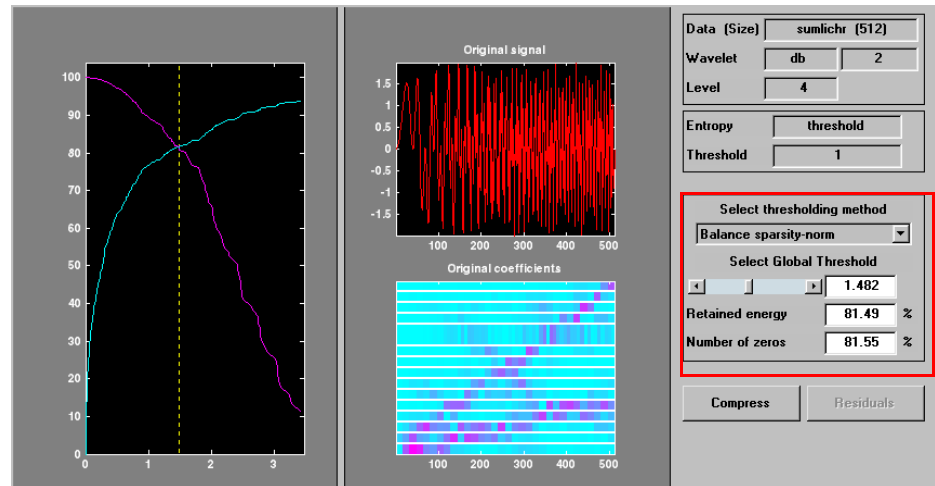 100
90
80
70
60
50
40
30
20
10
0
0 1 2 3
Original signal
1.5
1
0.5
0
-0.5
-1
-1.5
100 200 300 400 500
Original coefficients
100 200 300 400 500
Data (Size) sumlichr (512)
Wavelet db 2
Level 4
Entropy threshold
Threshold 1
Select thresholding method
Balance sparsity-norm
Select Global Threshold
1.482
Retained energy 81.49 %
Number of zeros 81.55 %
Compress Residuals